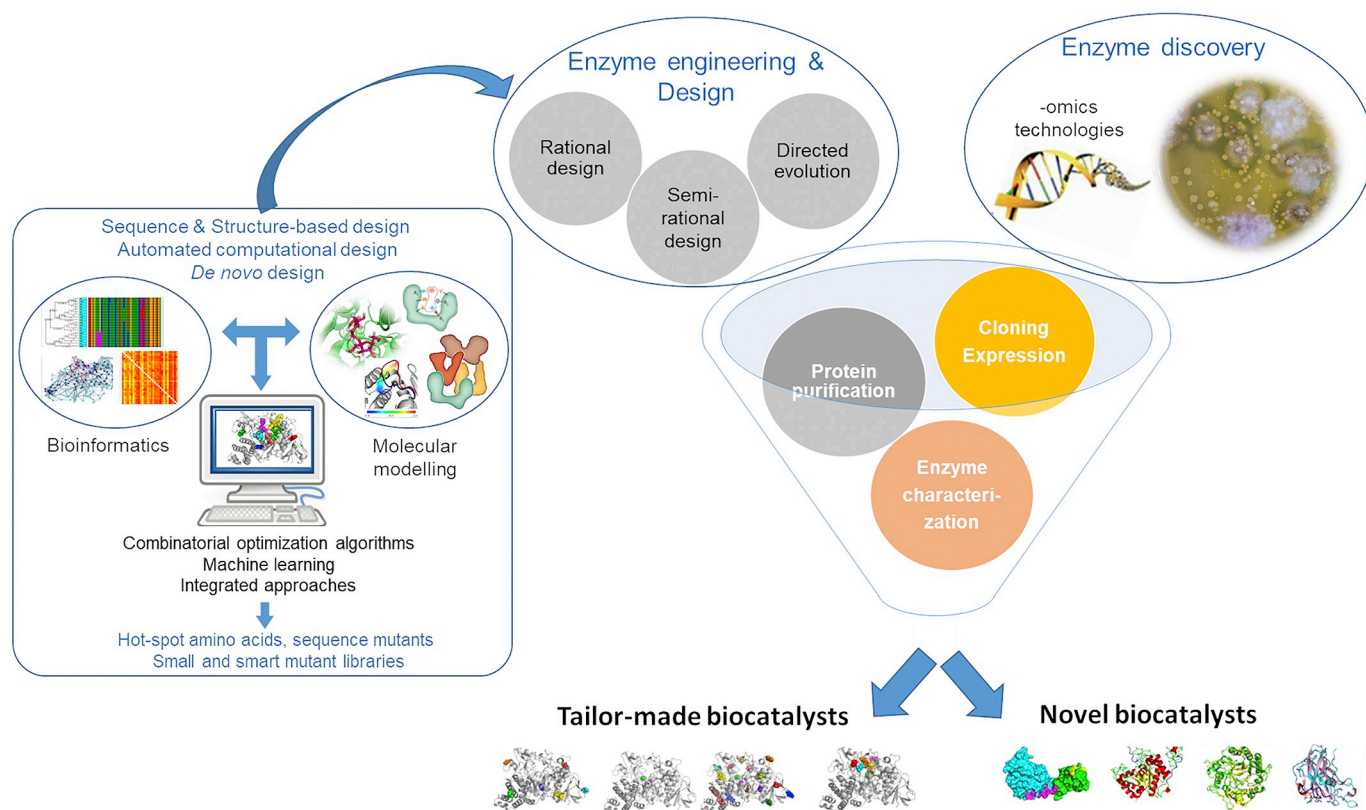 Enzyme engineering &
Design
Rational
design
Semi-
rational
design
Directed
evolution
Enzyme discovery
-omics
technologies
Sequence & Structure-based design
Automated computational design
De novo design
Bioinformatics
Molecular
modelling
Combinatorial optimization algorithms
Machine learning
Integrated approaches
Hot-spot amino acids, sequence mutants
Small and smart mutant libraries
Protein
purification
Cloning
Expression
Enzyme
characteri-
zation
Tailor-made biocatalysts
Novel biocatalysts